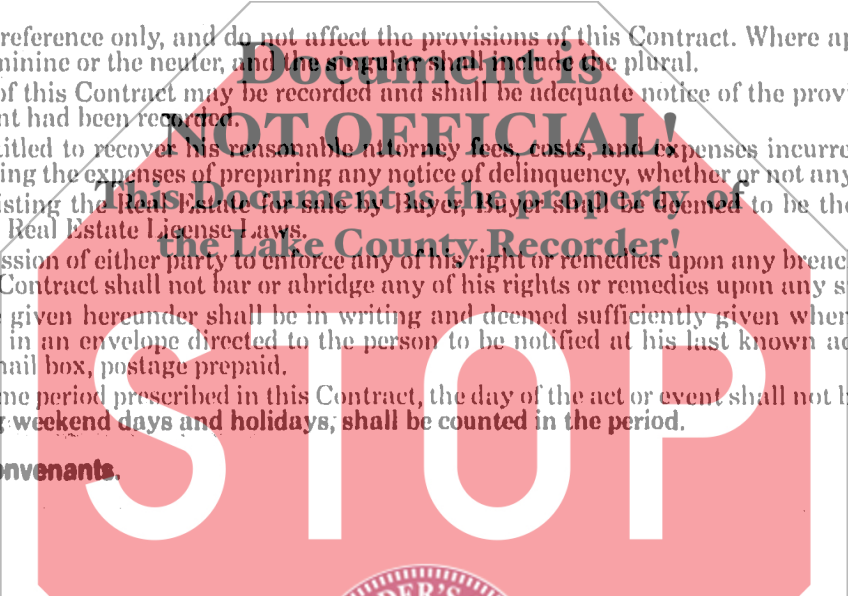 reference only, and do not affect the provisions of this Contract. Where ap
minine or the neuter, and the singular shall include the plural.
Document is
of this Contract may be recorded and shall be adequate notice of the provi
nt had been recorded.
NOT OFFICIAL!
itled to recover his reasonable attorney fees, costs, and expenses incurre
ing the expenses of preparing any notice of delinquency, whether or not any
This Document is the property of
isting the Real Estate for sale by Buyer, Buyer shall be deemed to be the
Real Estate License Laws.
the Lake County Recorder!
ssion of either party to enforce any of his right or remedies upon any breac
Contract shall not bar or abridge any of his rights or remedies upon any s
given hereunder shall be in writing and deemed sufficiently given when
in an envelope directed to the person to be notified at his last known ad
nail box, postage prepaid.
STOP
me period prescribed in this Contract, the day of the act or event shall not b
g weekend days and holidays, shall be counted in the period.
onvenants.
DER'S